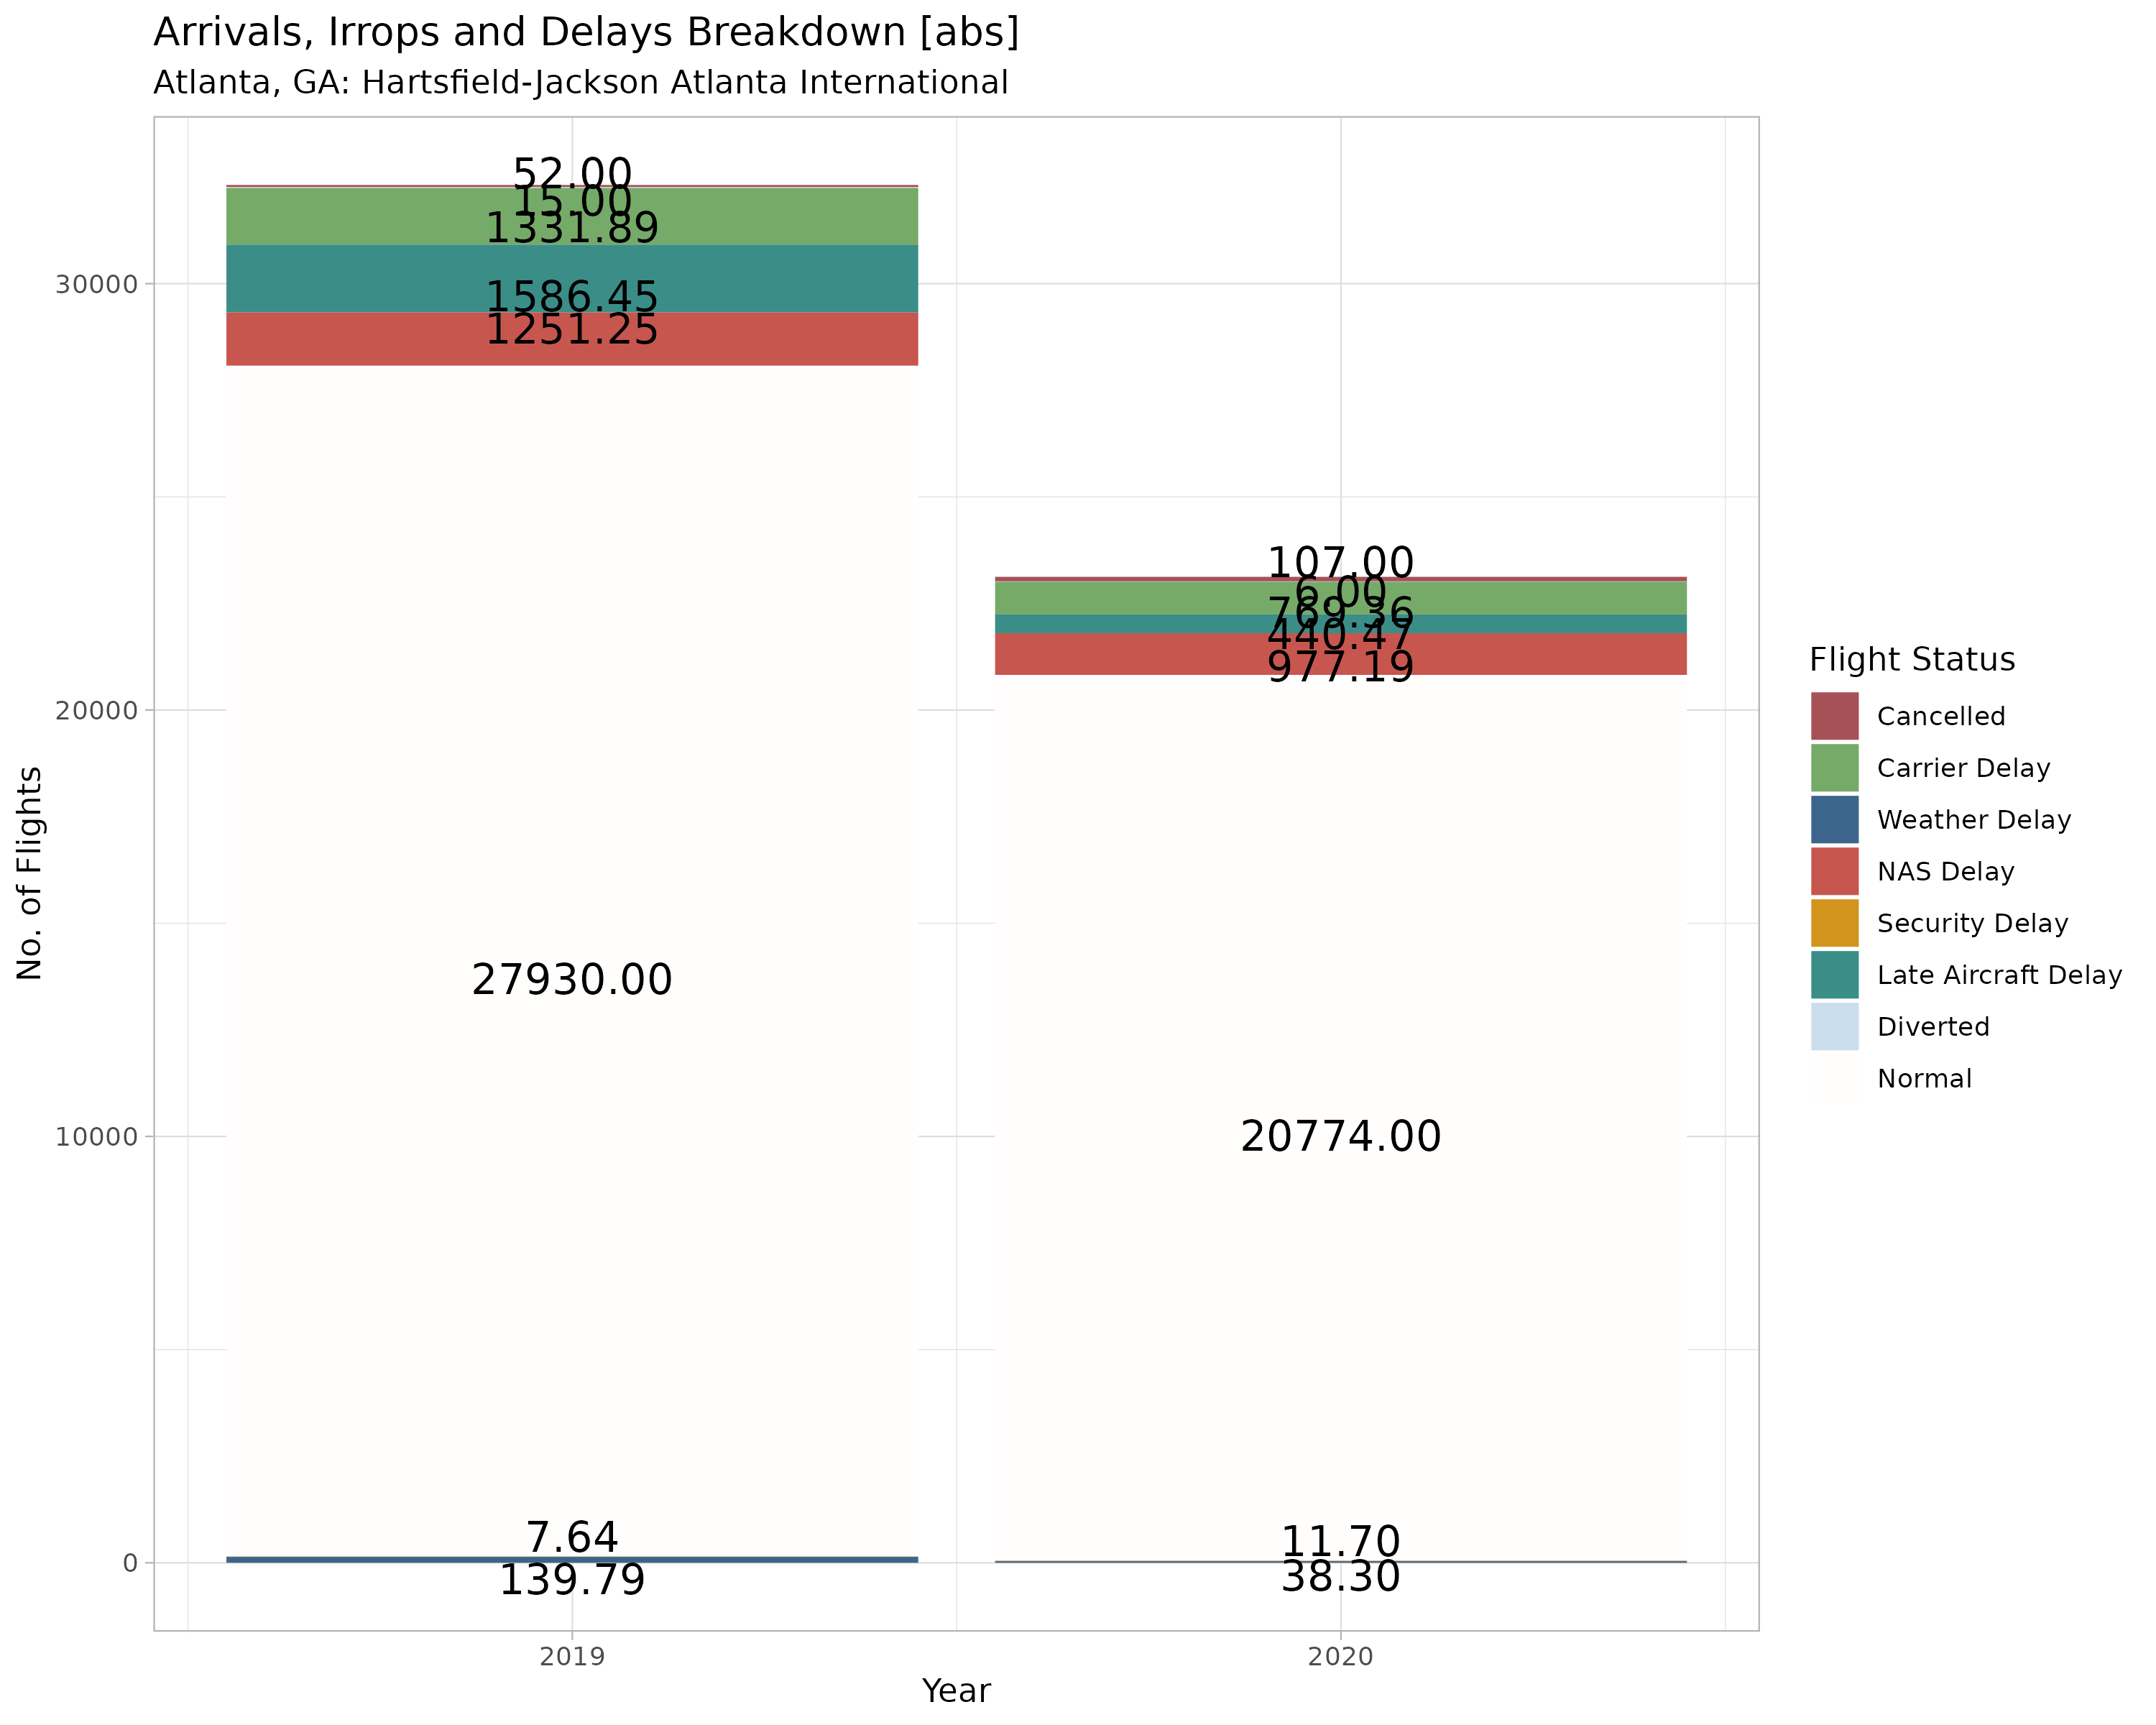 Arrivals, Irrops and Delays Breakdown [abs]
Atlanta, GA: Hartsfield-Jackson Atlanta International
No. of Flights
30000
20000
10000
0
52.00
15.00
1331.89
1586.45
1251.25
27930.00
7.64
139.79
107.00
6.00
769.36
440.47
977.19
20774.00
11.70
38.30
2019
2020
Year
Flight Status
Cancelled
Carrier Delay
Weather Delay
NAS Delay
Security Delay
Late Aircraft Delay
Diverted
Normal